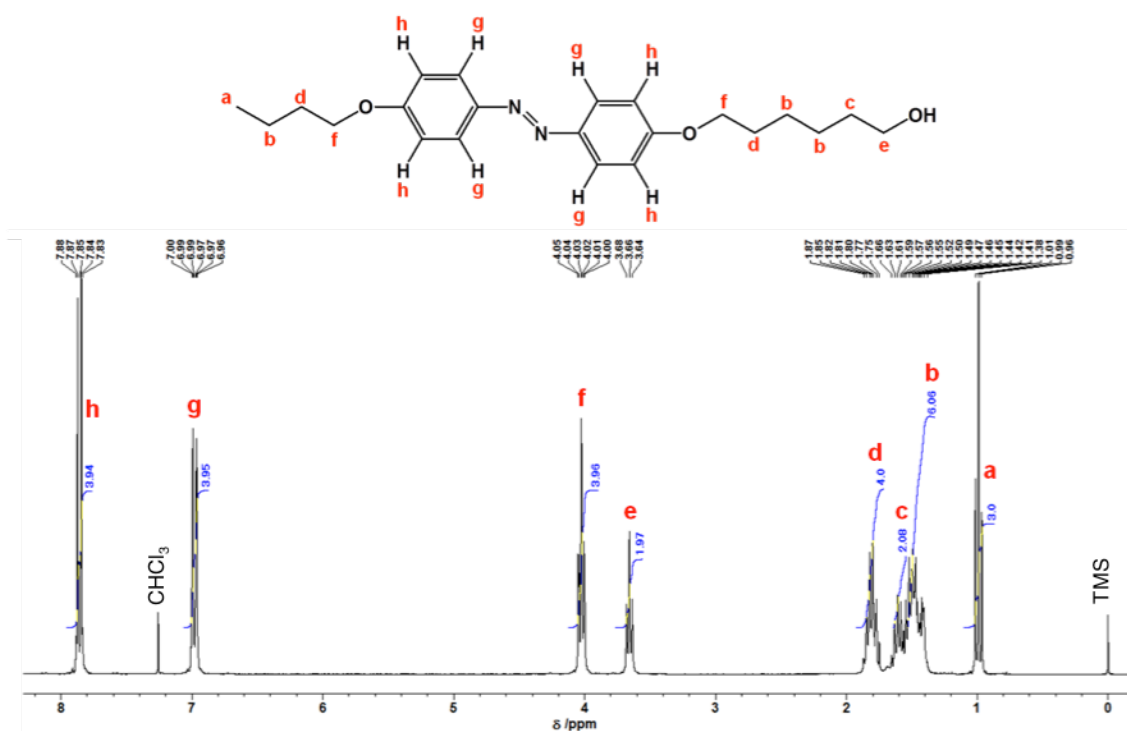 h
g
H
H
g
h
a
d
O
N
H
H
b
f
N
f
b
c
OH
H
H
O
d
b
e
h
g
H
H
g
h
7.88
7.87
7.85
7.84
7.83
7.00
6.99
6.99
6.97
6.97
6.96
4.05
4.04
4.03
4.02
4.01
4.00
3.68
3.66
3.64
1.87
1.85
1.82
1.81
1.80
1.77
1.75
1.66
1.63
1.61
1.59
1.57
1.56
1.55
1.52
1.50
1.49
1.47
1.46
1.45
1.44
1.42
1.41
1.38
1.01
0.99
0.96
h
3.94
CHCl3
g
3.95
f
3.96
e
1.97
d
4.0
c
2.08
b
6.06
a
3.0
TMS
8
7
6
5
4
3
2
1
0
δ /ppm